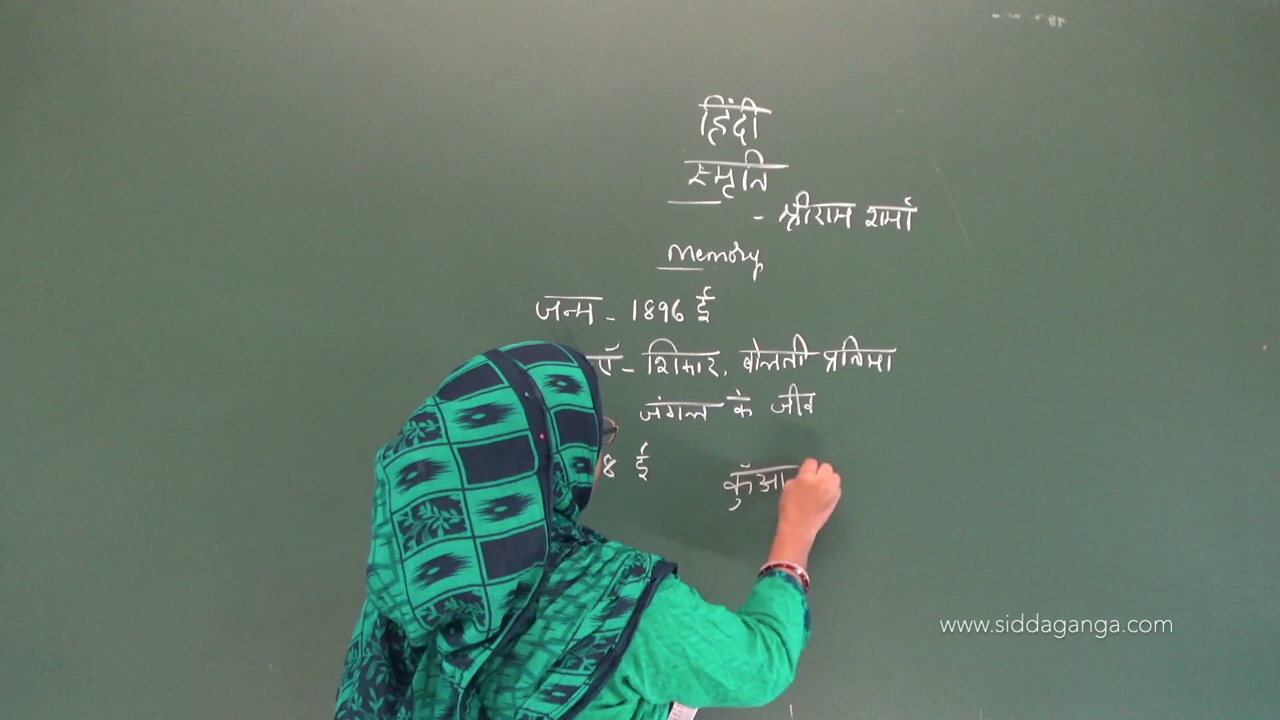 हिंदी
स्मृति
- श्रीराम शर्मा
Memory
जन्म - 1896 ई
एँ - शिकार, बोलती प्रतिमा
जंगल के जीव
8 ई
कुँआ
www.siddaganga.com